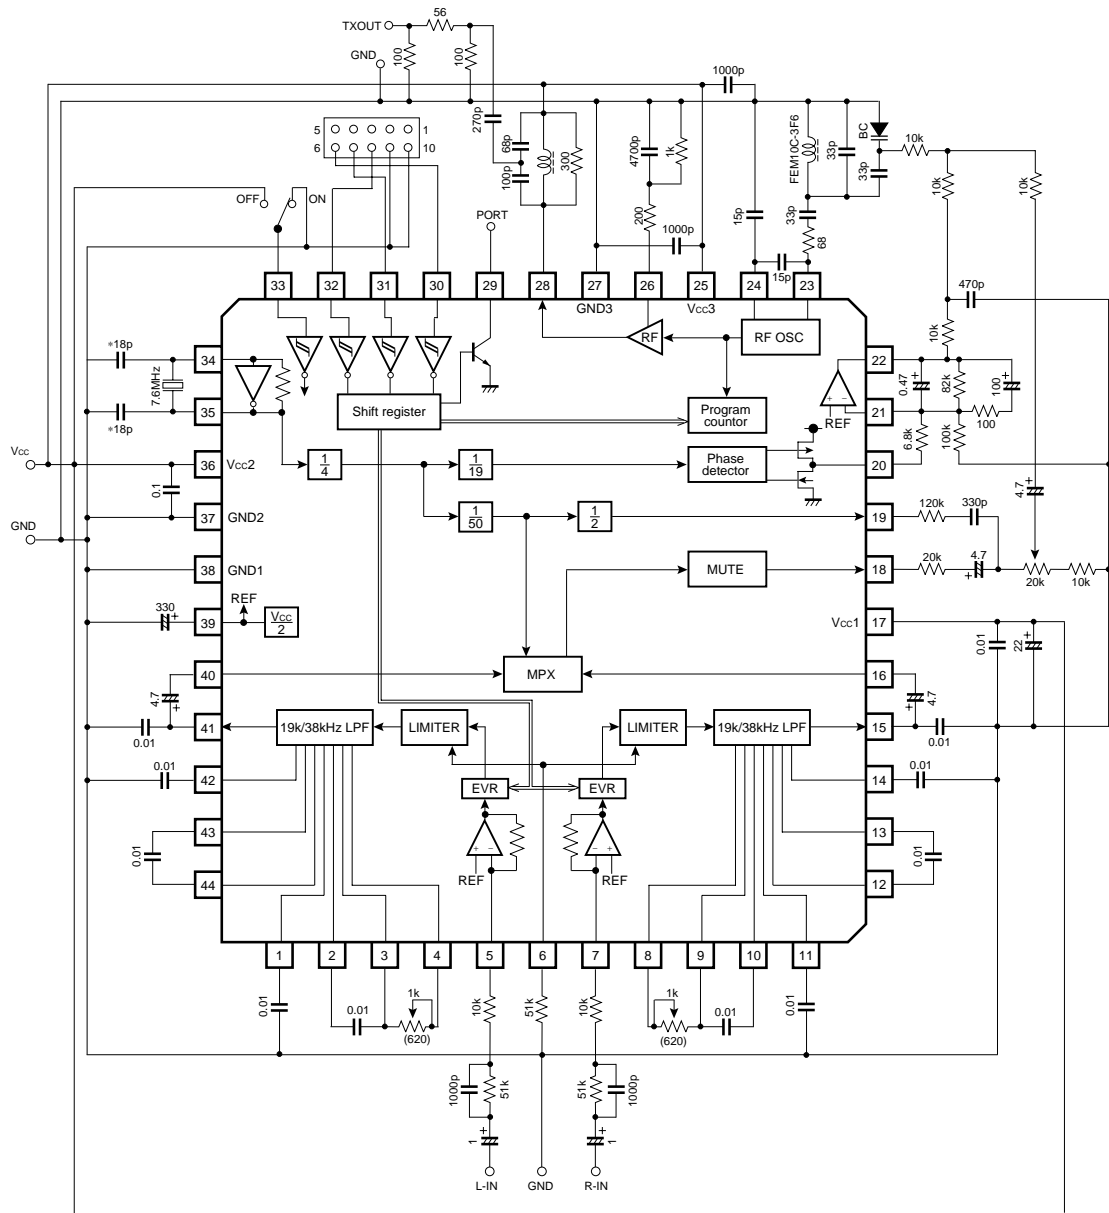 TXOUT
56
GND
100
100
1000p
5
1
6
10
270p
68p
100p
300
4700p
1k
200
1000p
15p
FEM10C-3F6
33p
BC
33p
33p
68
15p
10k
10k
10k
OFF
ON
PORT
33
32
31
30
29
28
27
26
25
24
23
GND3
Vcc3
470p
10k
*18p
7.6MHz
*18p
34
35
RF
RF OSC
Shift register
Program
countor
REF
22
21
20
0.47
+
82k
100
+
100
6.8k
100k
Vcc
36
Vcc2
0.1
GND
37
GND2
1
4
1
19
Phase
detector
1
50
1
2
4.7
+
19
120k
330p
38
GND1
MUTE
18
20k
4.7
+
20k
10k
330
+
39
REF
Vcc
2
Vcc1
17
0.01
22
+
40
MPX
16
4.7
+
41
0.01
19k/38kHz LPF
LIMITER
LIMITER
19k/38kHz LPF
15
4.7
+
0.01
42
0.01
EVR
EVR
14
0.01
43
44
0.01
+ −
REF
− +
REF
13
12
0.01
1
2
3
4
5
6
7
8
9
10
11
0.01
0.01
1k
(620)
10k
51k
10k
1k
(620)
0.01
0.01
1000p
51k
51k
1000p
1
+
1
+
L-IN
GND
R-IN